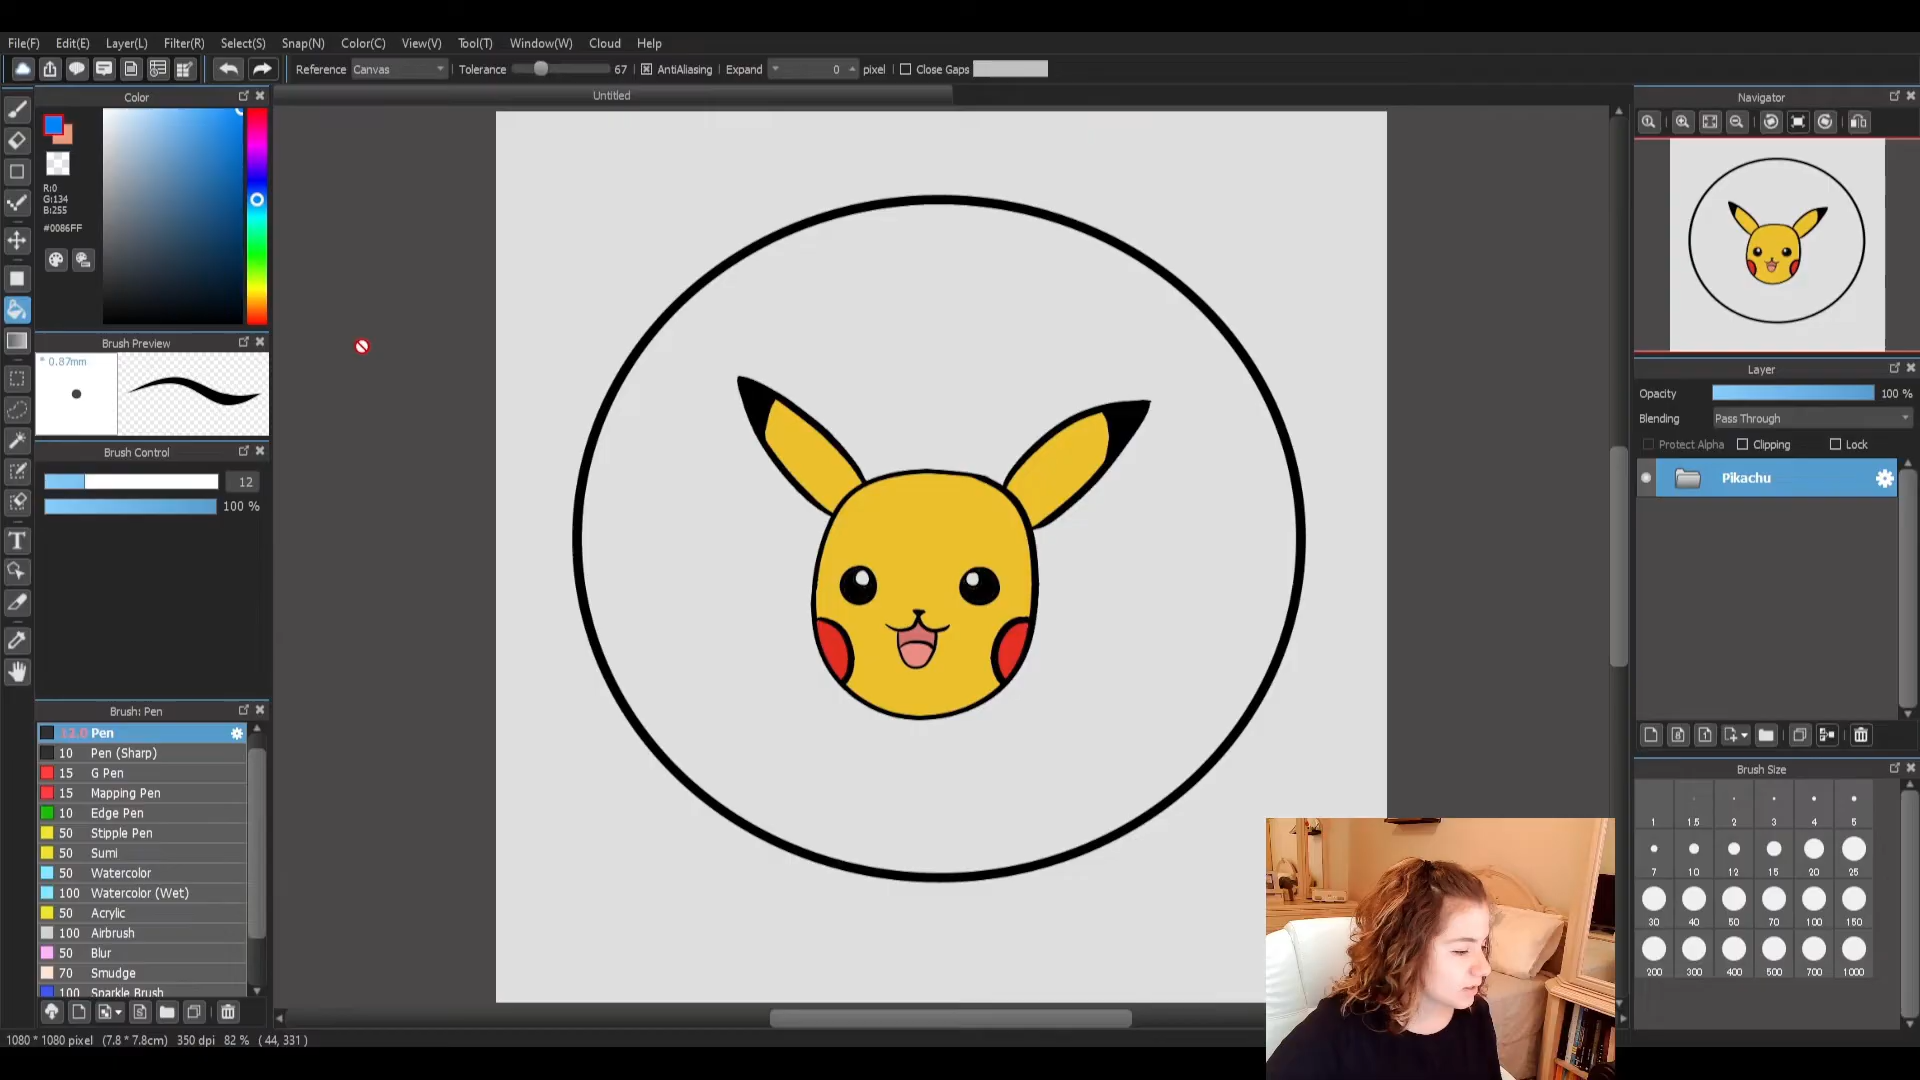 File(F) Edit(E) Layer(L) Filter(R) Select(S) Snap(N) Color(C) View(V) Tool(T) Window(W) Cloud Help
Reference Canvas Tolerance 67 AntiAliasing Expand 0 pixel Close Gaps
Color
Untitled
Navigator
R:0
G:134
B:255
#0086FF
Brush Preview
* 0.87mm
Layer
Opacity 100 %
Blending Pass Through
Protect Alpha Clipping Lock
Pikachu
Brush Control
12
100 %
T
Brush: Pen
12.0 Pen
10 Pen (Sharp)
15 G Pen
15 Mapping Pen
10 Edge Pen
50 Stipple Pen
50 Sumi
50 Watercolor
100 Watercolor (Wet)
50 Acrylic
100 Airbrush
50 Blur
70 Smudge
100 Sparkle Brush
Brush Size
1 1.5 2 3 4 5
7 10 12 15 20 25
30 40 50 70 100 150
200 300 400 500 700 1000
1080 * 1080 pixel (7.8 * 7.8cm) 350 dpi 82 % ( 44, 331 )